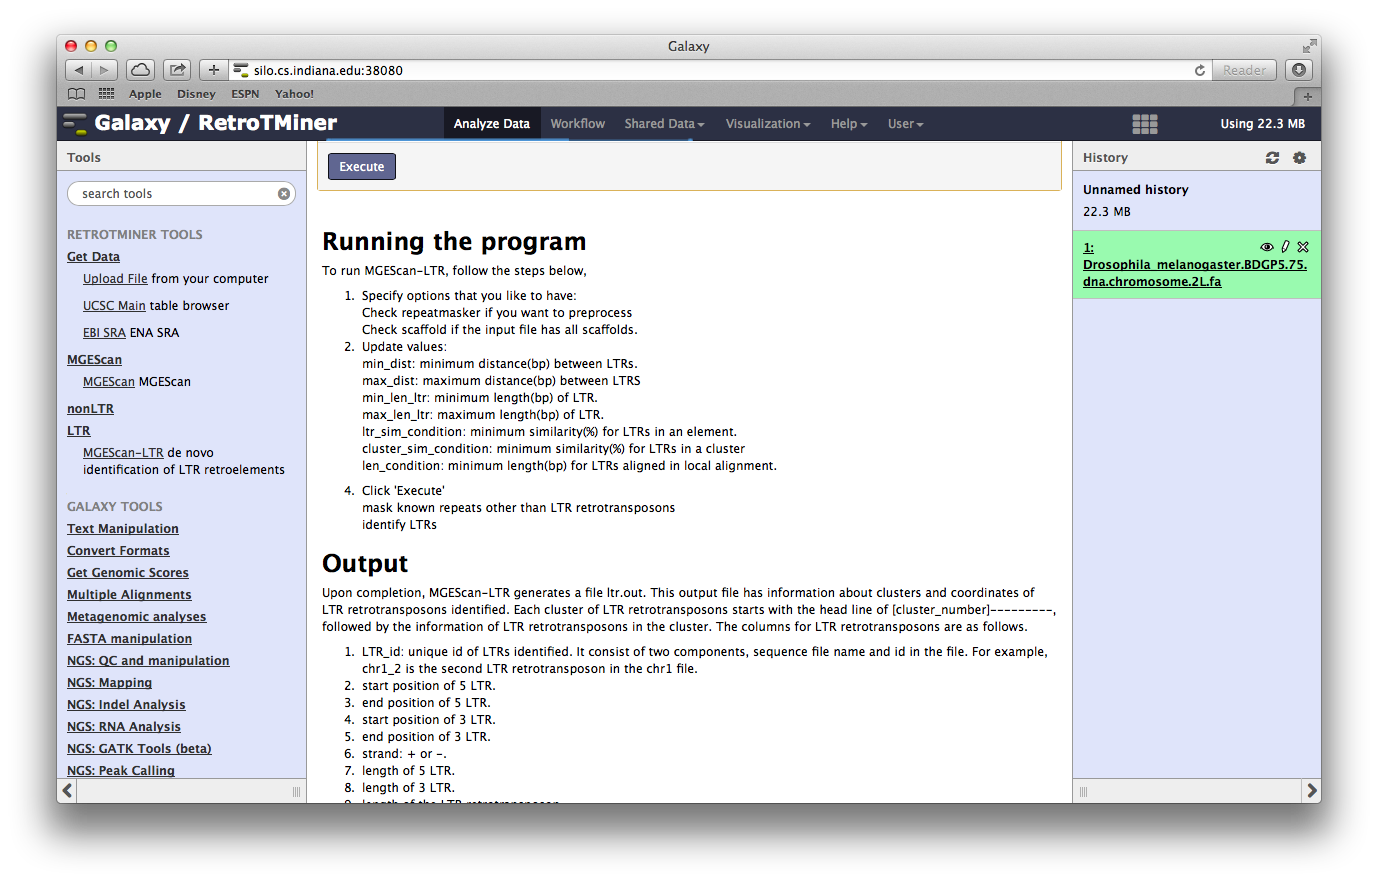 Galaxy
silo.cs.indiana.edu:38080
Reader
Apple Disney ESPN Yahoo!
Galaxy / RetroTMiner
Analyze Data Workflow Shared Data Visualization Help User
Using 22.3 MB
Tools
search tools
RETROTMINER TOOLS
Get Data
Upload File from your computer
UCSC Main table browser
EBI SRA ENA SRA
MGEScan
MGEScan MGEScan
nonLTR
LTR
MGEScan-LTR de novo
identification of LTR retroelements
GALAXY TOOLS
Text Manipulation
Convert Formats
Get Genomic Scores
Multiple Alignments
Metagenomic analyses
FASTA manipulation
NGS: QC and manipulation
NGS: Mapping
NGS: Indel Analysis
NGS: RNA Analysis
NGS: GATK Tools (beta)
NGS: Peak Calling
Execute
Running the program
To run MGEScan-LTR, follow the steps below,
1. Specify options that you like to have:
Check repeatmasker if you want to preprocess
Check scaffold if the input file has all scaffolds.
2. Update values:
min_dist: minimum distance(bp) between LTRs.
max_dist: maximum distance(bp) between LTRS
min_len_ltr: minimum length(bp) of LTR.
max_len_ltr: maximum length(bp) of LTR.
ltr_sim_condition: minimum similarity(%) for LTRs in an element.
cluster_sim_condition: minimum similarity(%) for LTRs in a cluster
len_condition: minimum length(bp) for LTRs aligned in local alignment.
4. Click 'Execute'
mask known repeats other than LTR retrotransposons
identify LTRs
Output
Upon completion, MGEScan-LTR generates a file ltr.out. This output file has information about clusters and coordinates of
LTR retrotransposons identified. Each cluster of LTR retrotransposons starts with the head line of [cluster_number]---------,
followed by the information of LTR retrotransposons in the cluster. The columns for LTR retrotransposons are as follows.
1. LTR_id: unique id of LTRs identified. It consist of two components, sequence file name and id in the file. For example,
chr1_2 is the second LTR retrotransposon in the chr1 file.
2. start position of 5 LTR.
3. end position of 5 LTR.
4. start position of 3 LTR.
5. end position of 3 LTR.
6. strand: + or -.
7. length of 5 LTR.
8. length of 3 LTR.
9. length of the LTR retrotransposon.
History
Unnamed history
22.3 MB
1:
Drosophila_melanogaster.BDGP5.75.
dna.chromosome.2L.fa